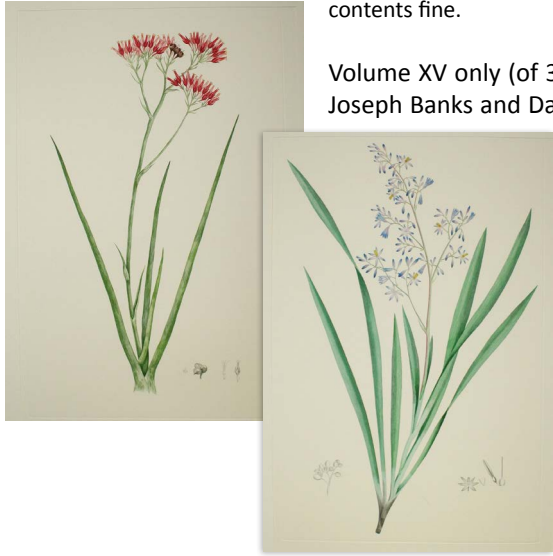 contents fine.
Volume XV only (of 3
Joseph Banks and Da